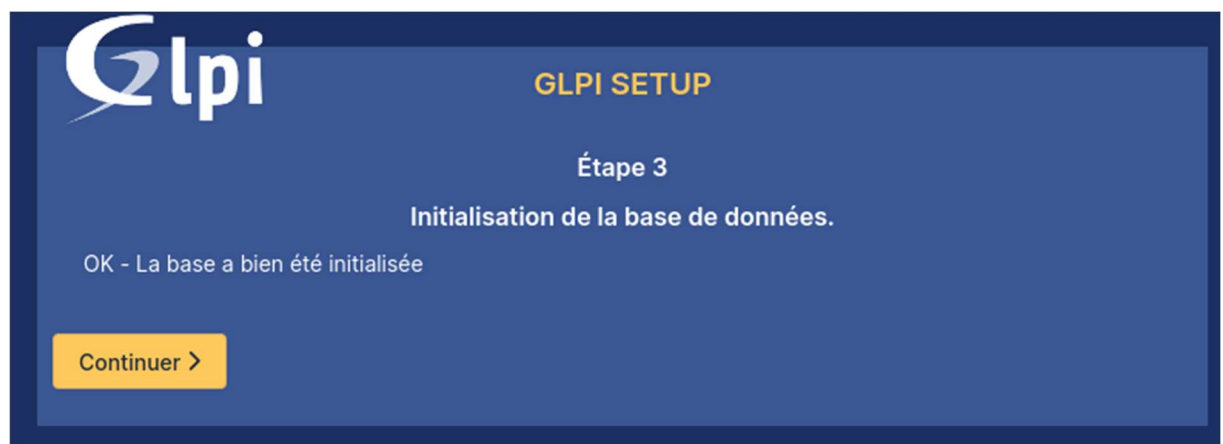 Glpi
GLPI SETUP
Étape 3
Initialisation de la base de données.
OK - La base a bien été initialisée
Continuer >